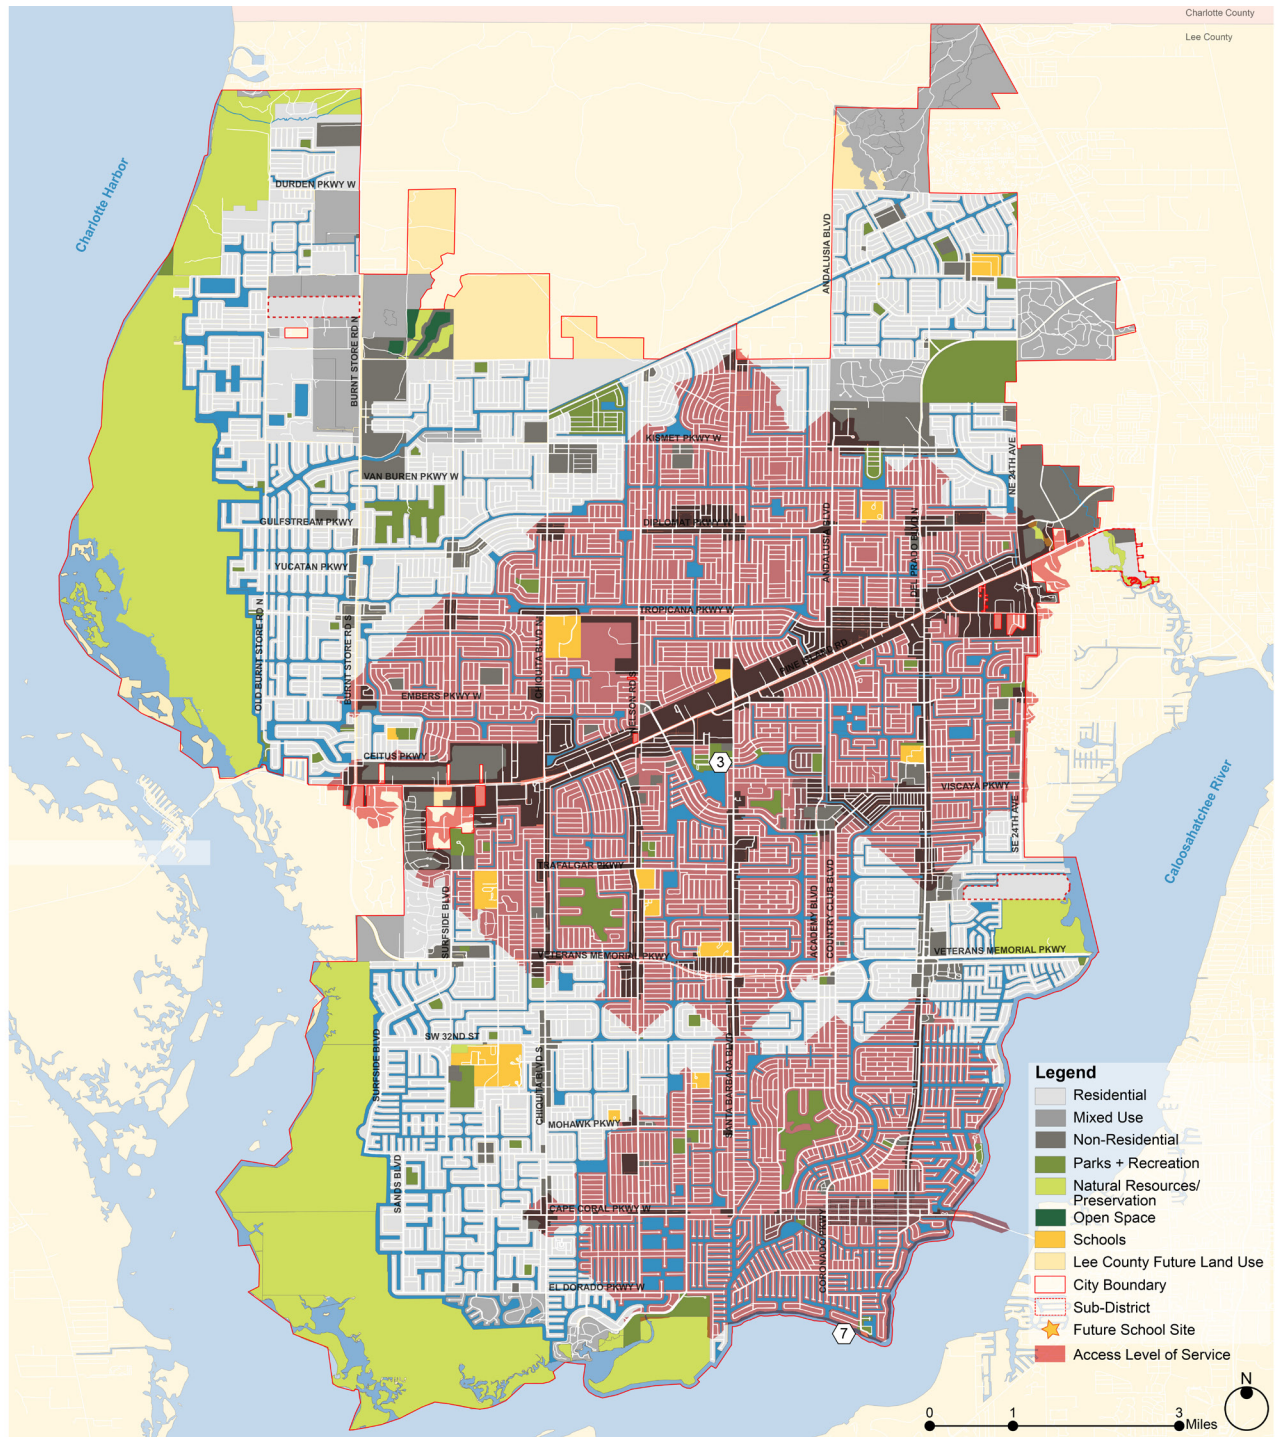 Charlotte County
Lee County
Charlotte Harbor
DURDEN PKWY W
ANDALUSIA BLVD
BURNT STORE RD N
KISMET PKWY W
NE 24TH AVE
VAN BUREN PKWY W
GULFSTREAM PKWY
DIPLOMAT PKWY W
ANDALUSIA BLVD
DEL PRADO BLVD N
YUCATAN PKWY
TROPICANA PKWY W
OLD BURNT STORE RD N
BURNT STORE RD S
CHIQUITA BLVD N
PINE ISLAND RD
EMBERS PKWY W
NELSON RD S
CEITUS PKWY
3
VISCAYA PKWY
SE 24TH AVE
Caloosahatchee River
TRAFALGAR PKWY
SURFSIDE BLVD
ACADEMY BLVD
COUNTRY CLUB BLVD
VETERANS MEMORIAL PKWY
VETERANS MEMORIAL PKWY
SW 32ND ST
SURFSIDE BLVD
CHIQUITA BLVD S
SANTA BARBARA BLVD
MOHAWK PKWY
SANDS BLVD
CAPE CORAL PKWY W
CORONADO PKWY
EL DORADO PKWY W
7
Legend
Residential
Mixed Use
Non-Residential
Parks + Recreation
Natural Resources/
Preservation
Open Space
Schools
Lee County Future Land Use
City Boundary
Sub-District
Future School Site
Access Level of Service
N
0 1 3
Miles